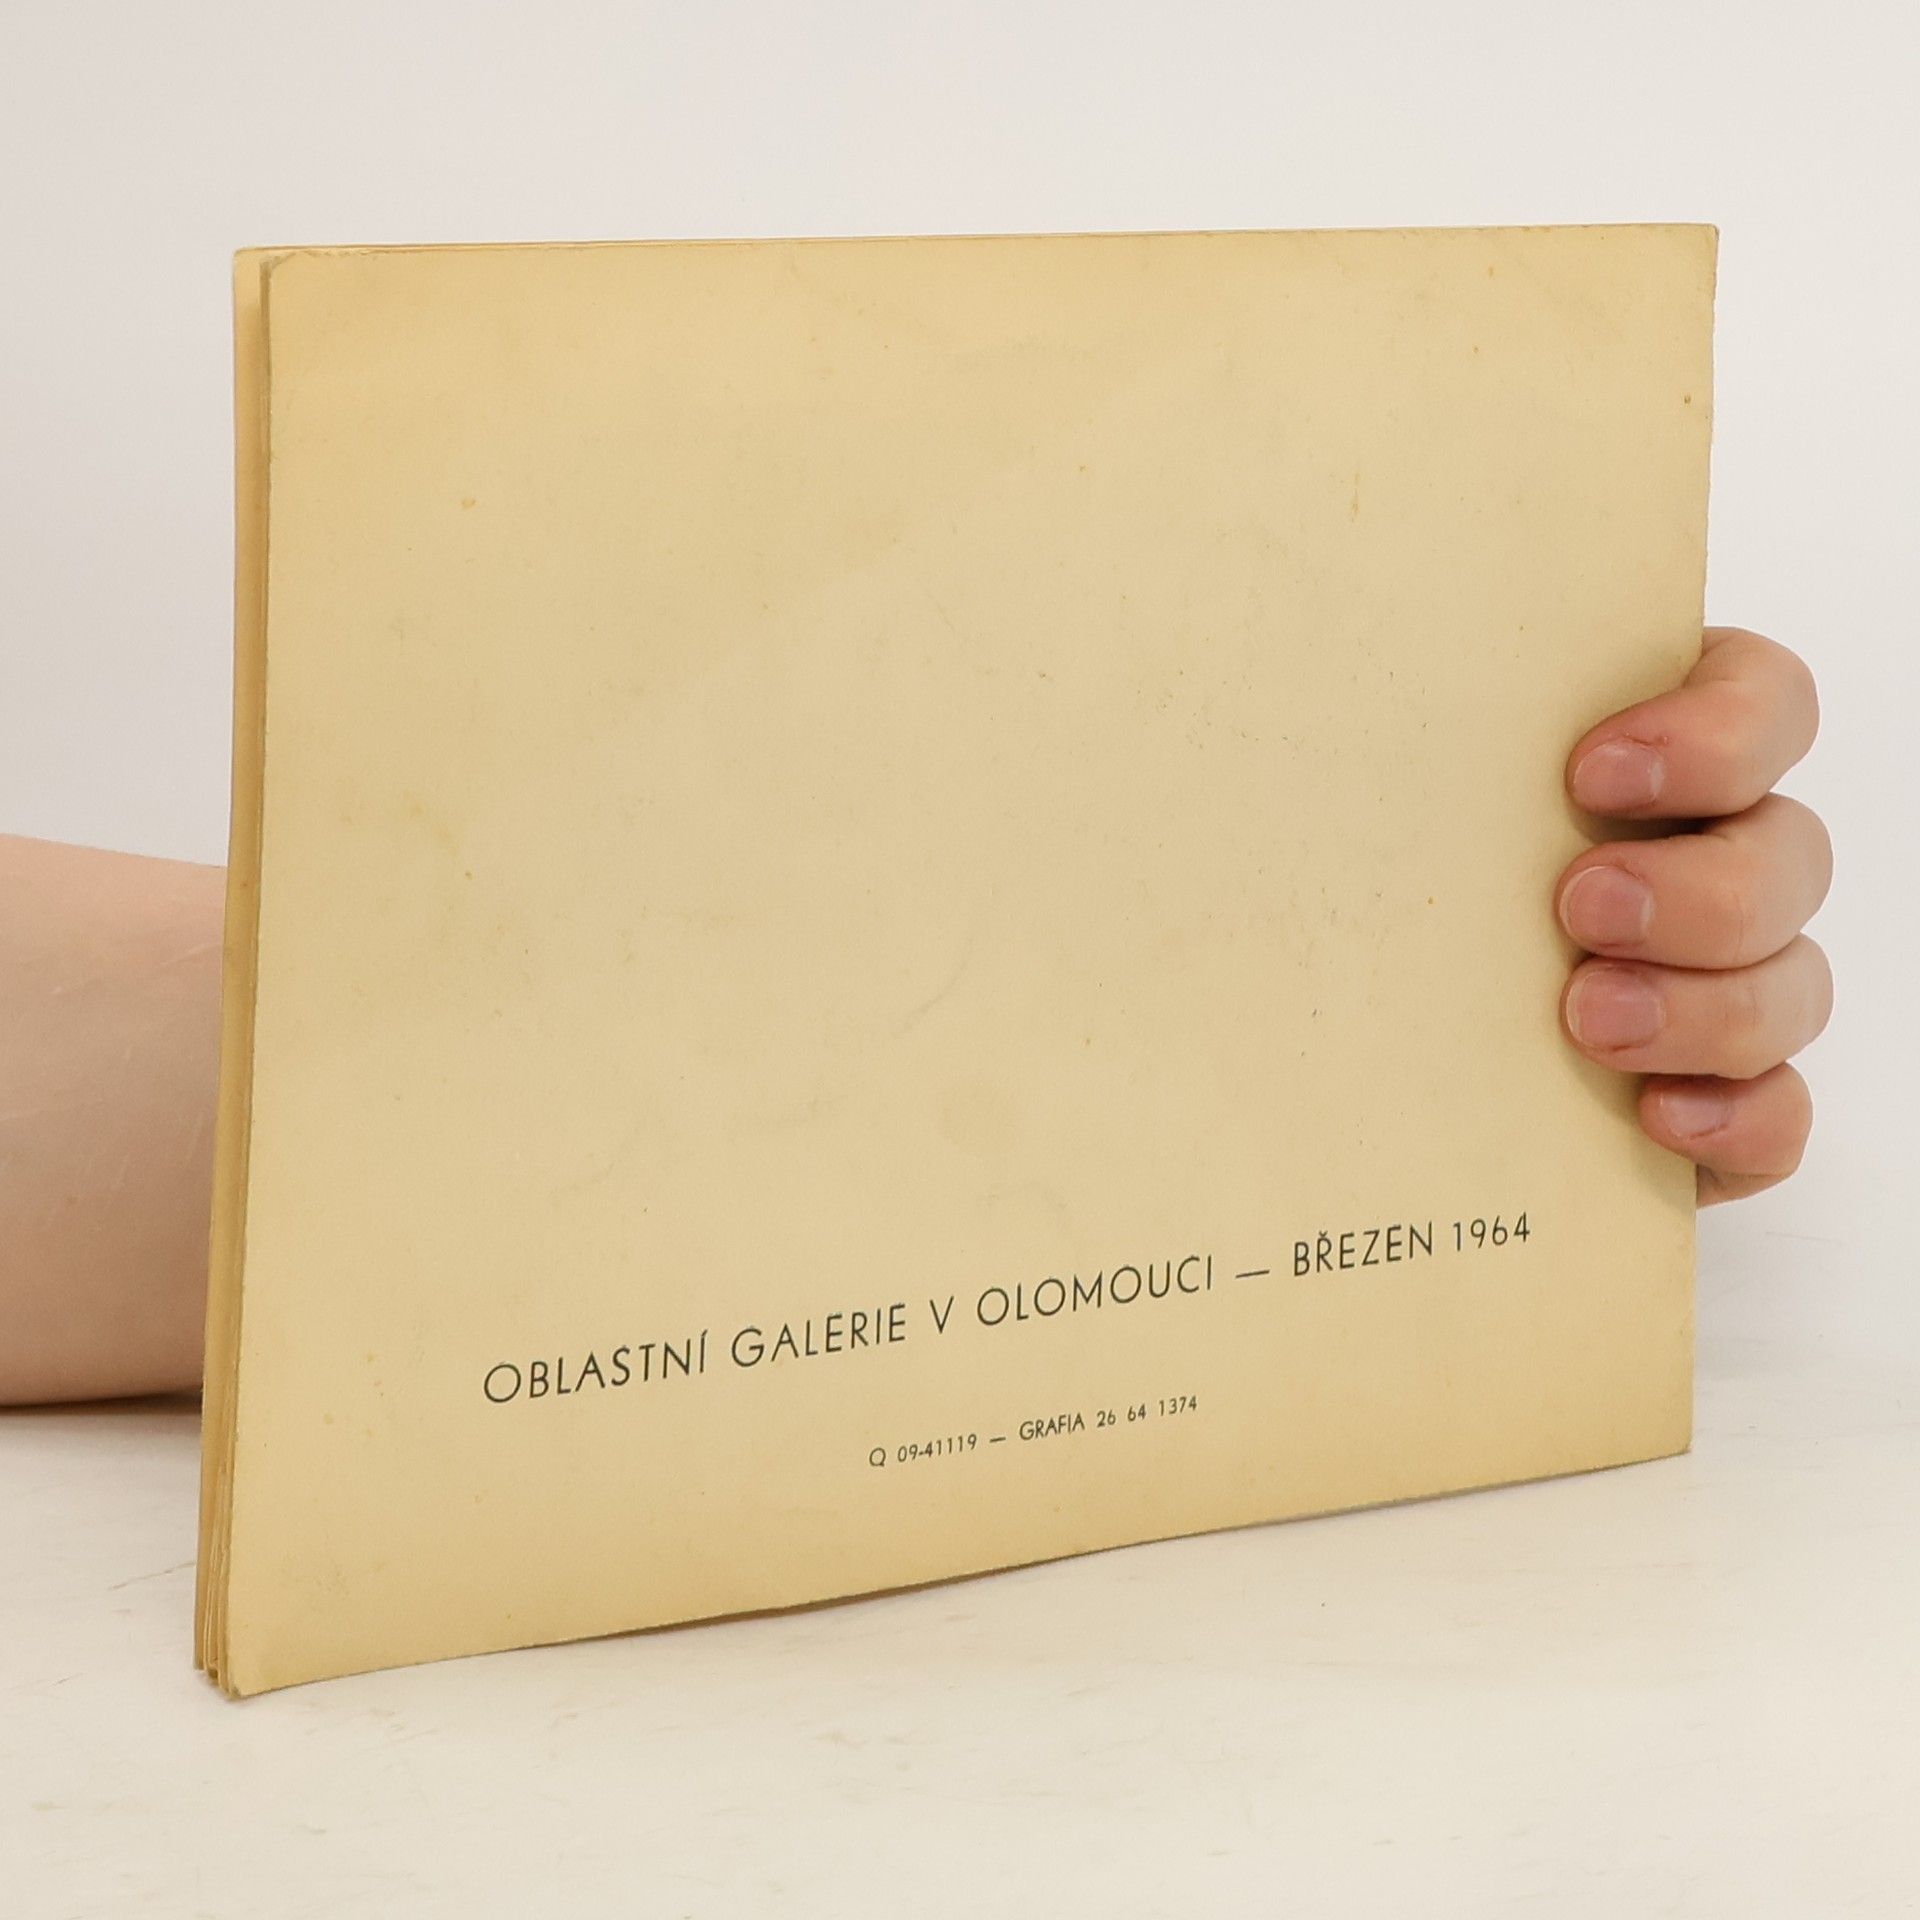 OBLASTNÍ GALERIE V OLOMOUCI — BŘEZEN 1964
Q 09-41119 — GRAFIA 26 64 1374